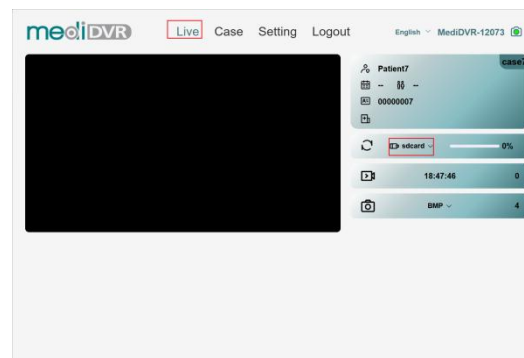 mediDVR Live Case Setting Logout English MediDVR-12073
case7
Patient7
-- --
00000007
sdcard 0%
18:47:46 0
BMP 4